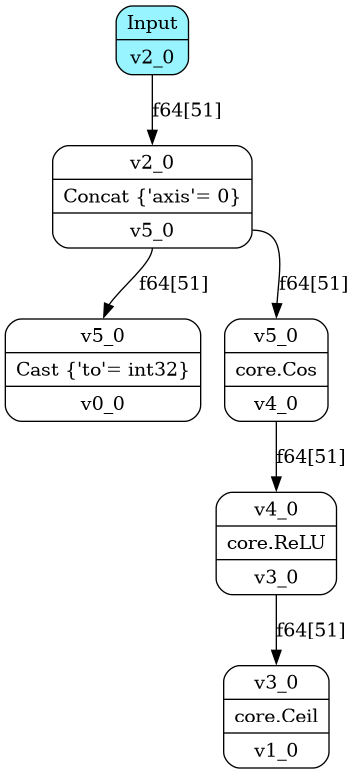 Input
v2_0
f64[51]
v2_0
Concat {'axis'= 0}
v5_0
f64[51]
f64[51]
v5_0
Cast {'to'= int32}
v0_0
v5_0
core.Cos
v4_0
f64[51]
v4_0
core.ReLU
v3_0
f64[51]
v3_0
core.Ceil
v1_0